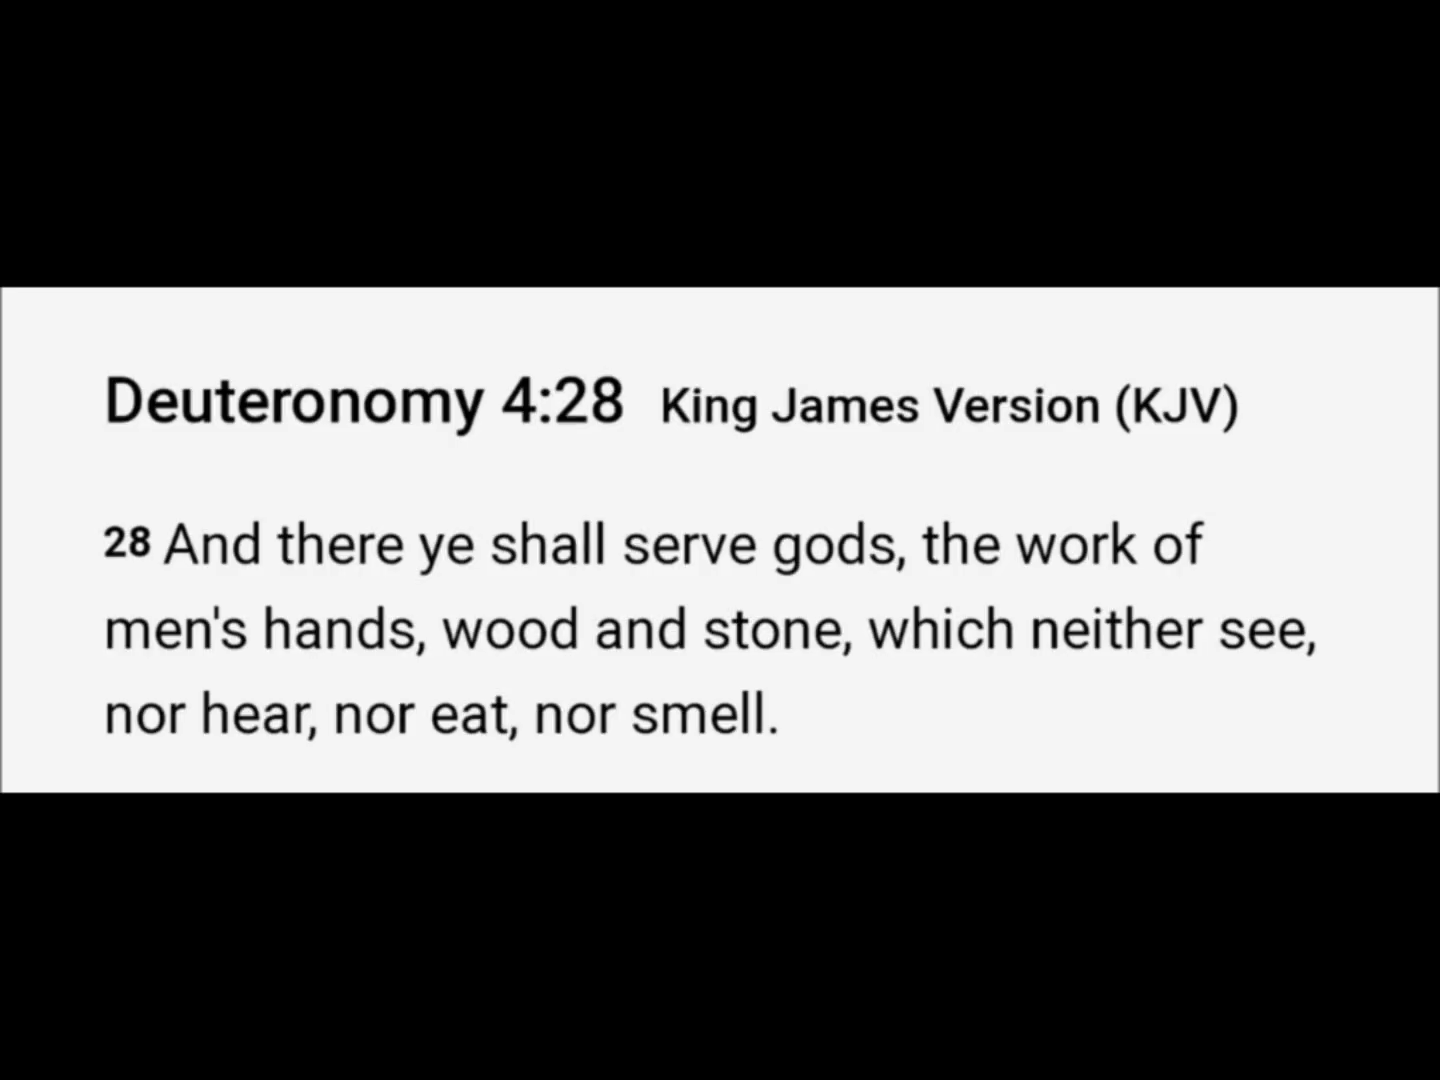 Deuteronomy 4:28 King James Version (KJV)
28 And there ye shall serve gods, the work of
men's hands, wood and stone, which neither see,
nor hear, nor eat, nor smell.